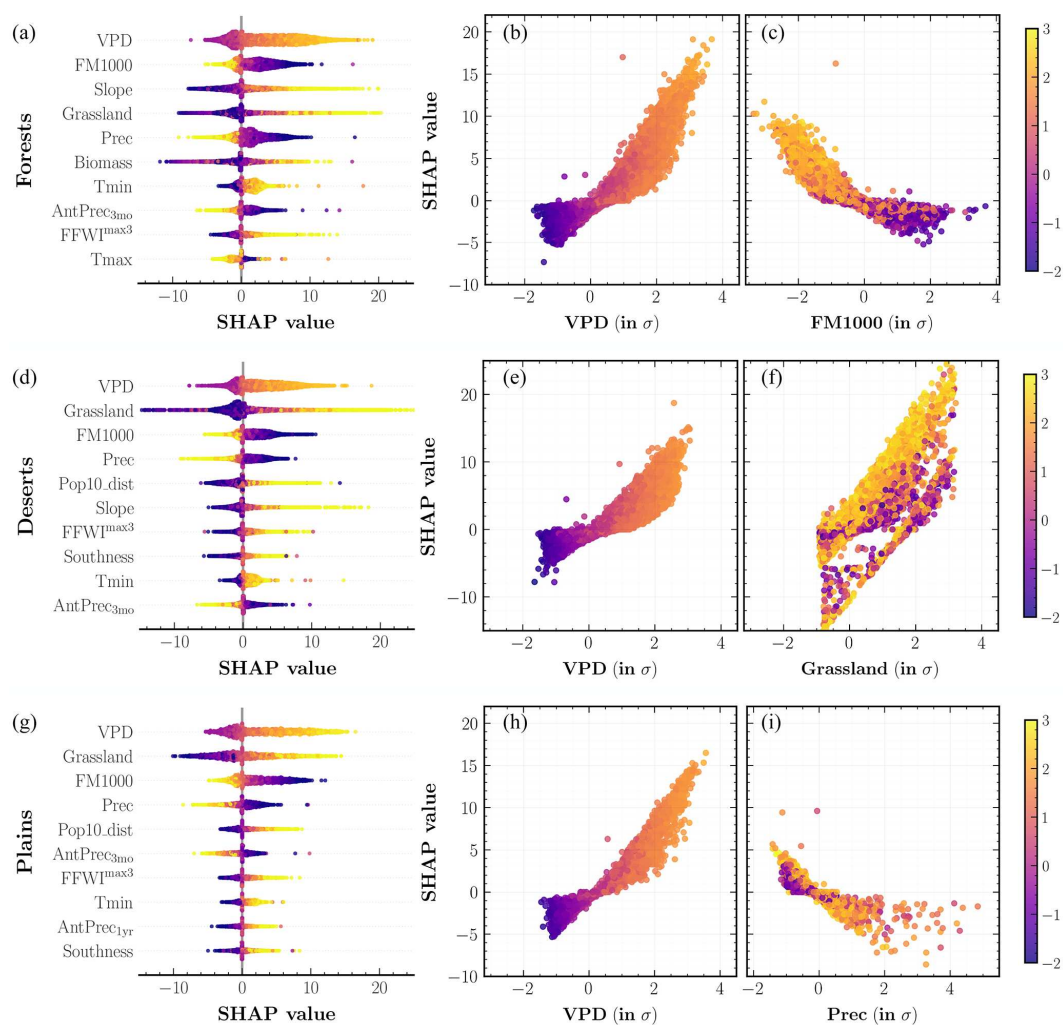 (a)
Forests
VPD
FM1000
Slope
Grassland
Prec
Biomass
Tmin
AntPrec3mo
FFWI^max3
Tmax
−10 0 10 20
SHAP value
(b)
SHAP value
20
15
10
5
0
−5
−10
−2 0 2 4
VPD (in σ)
(c)
−2 0 2 4
FM1000 (in σ)
3
2
1
0
−1
−2
(d)
Deserts
VPD
Grassland
FM1000
Prec
Pop10_dist
Slope
FFWI^max3
Southness
Tmin
AntPrec3mo
−10 0 10 20
SHAP value
(e)
SHAP value
20
10
0
−10
−2 0 2 4
VPD (in σ)
(f)
−2 0 2 4
Grassland (in σ)
3
2
1
0
−1
−2
(g)
Plains
VPD
Grassland
FM1000
Prec
Pop10_dist
AntPrec3mo
FFWI^max3
Tmin
AntPrec1yr
Southness
−10 0 10 20
SHAP value
(h)
SHAP value
20
15
10
5
0
−5
−10
−2 0 2 4
VPD (in σ)
(i)
−2 0 2 4
Prec (in σ)
3
2
1
0
−1
−2